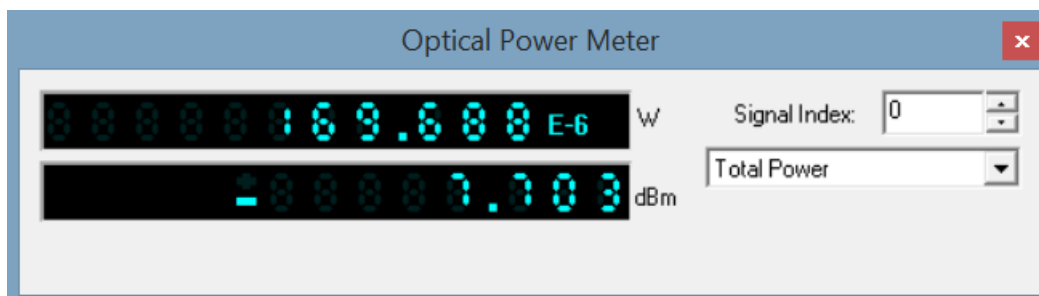 Optical Power Meter
169.688 E-6 W
Signal Index: 0
Total Power
- 7.703 dBm